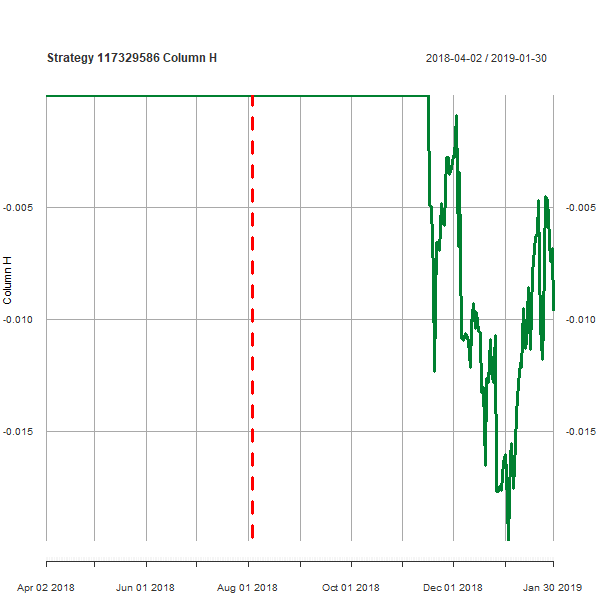 Strategy 117329586 Column H
2018-04-02 / 2019-01-30
-0.005
-0.005
Column H
-0.010
-0.010
-0.015
-0.015
Apr 02 2018
Jun 01 2018
Aug 01 2018
Oct 01 2018
Dec 01 2018
Jan 30 2019